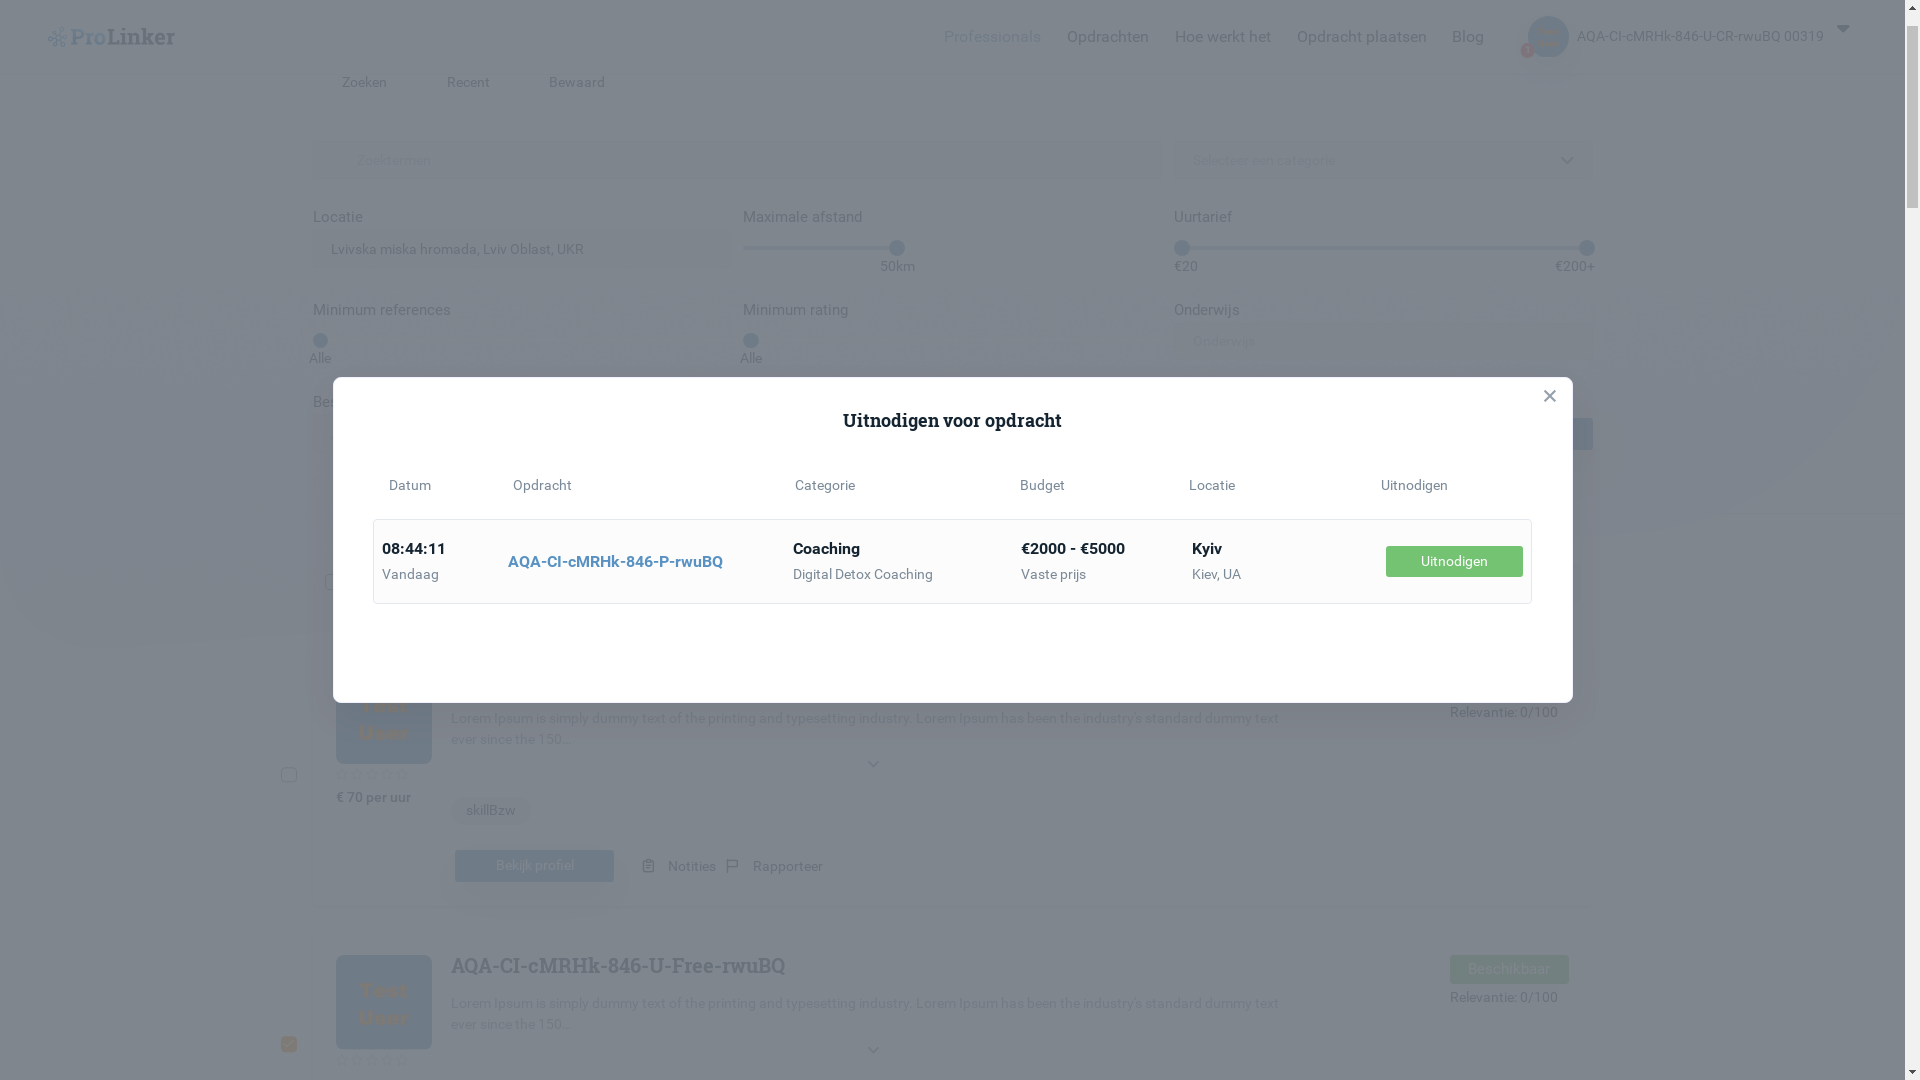 ProLinker
Professionals Opdrachten Hoe werkt het Opdracht plaatsen Blog AQA-CI-cMRHk-846-U-CR-rwuBQ 00319
Zoeken Recent Bewaard
Zoektermen Selecteer een categorie
Locatie Maximale afstand Uurtarief
Lvivska miska hromada, Lviv Oblast, UKR
50km €20 €200+
Minimum references Minimum rating Onderwijs
Onderwijs
Alle Alle
Uitnodigen voor opdracht
Datum Opdracht Categorie Budget Locatie Uitnodigen
08:44:11 Coaching €2000 - €5000 Kyiv
AQA-CI-cMRHk-846-P-rwuBQ Uitnodigen
Vandaag Digital Detox Coaching Vaste prijs Kiev, UA
Relevantie: 0/100
Lorem Ipsum is simply dummy text of the printing and typesetting industry. Lorem Ipsum has been the industry's standard dummy text
ever since the 150...
€ 70 per uur
skillBzw
Bekijk profiel Notities Rapporteer
AQA-CI-cMRHk-846-U-Free-rwuBQ
Beschikbaar
Relevantie: 0/100
Lorem Ipsum is simply dummy text of the printing and typesetting industry. Lorem Ipsum has been the industry's standard dummy text
ever since the 150...